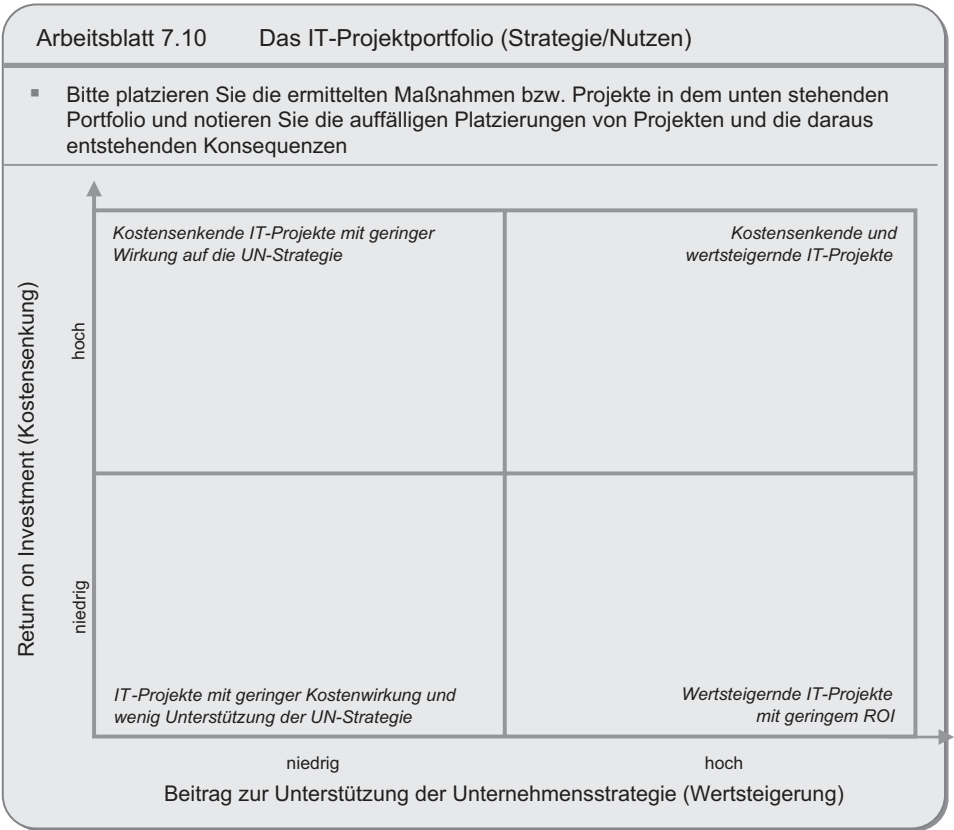 Arbeitsblatt 7.10 Das IT-Projektportfolio (Strategie/Nutzen)
▪ Bitte platzieren Sie die ermittelten Maßnahmen bzw. Projekte in dem unten stehenden
Portfolio und notieren Sie die auffälligen Platzierungen von Projekten und die daraus
entstehenden Konsequenzen
Return on Investment (Kostensenkung)
hoch
niedrig
Kostensenkende IT-Projekte mit geringer
Wirkung auf die UN-Strategie
Kostensenkende und
wertsteigernde IT-Projekte
IT-Projekte mit geringer Kostenwirkung und
wenig Unterstützung der UN-Strategie
Wertsteigernde IT-Projekte
mit geringem ROI
niedrig
hoch
Beitrag zur Unterstützung der Unternehmensstrategie (Wertsteigerung)